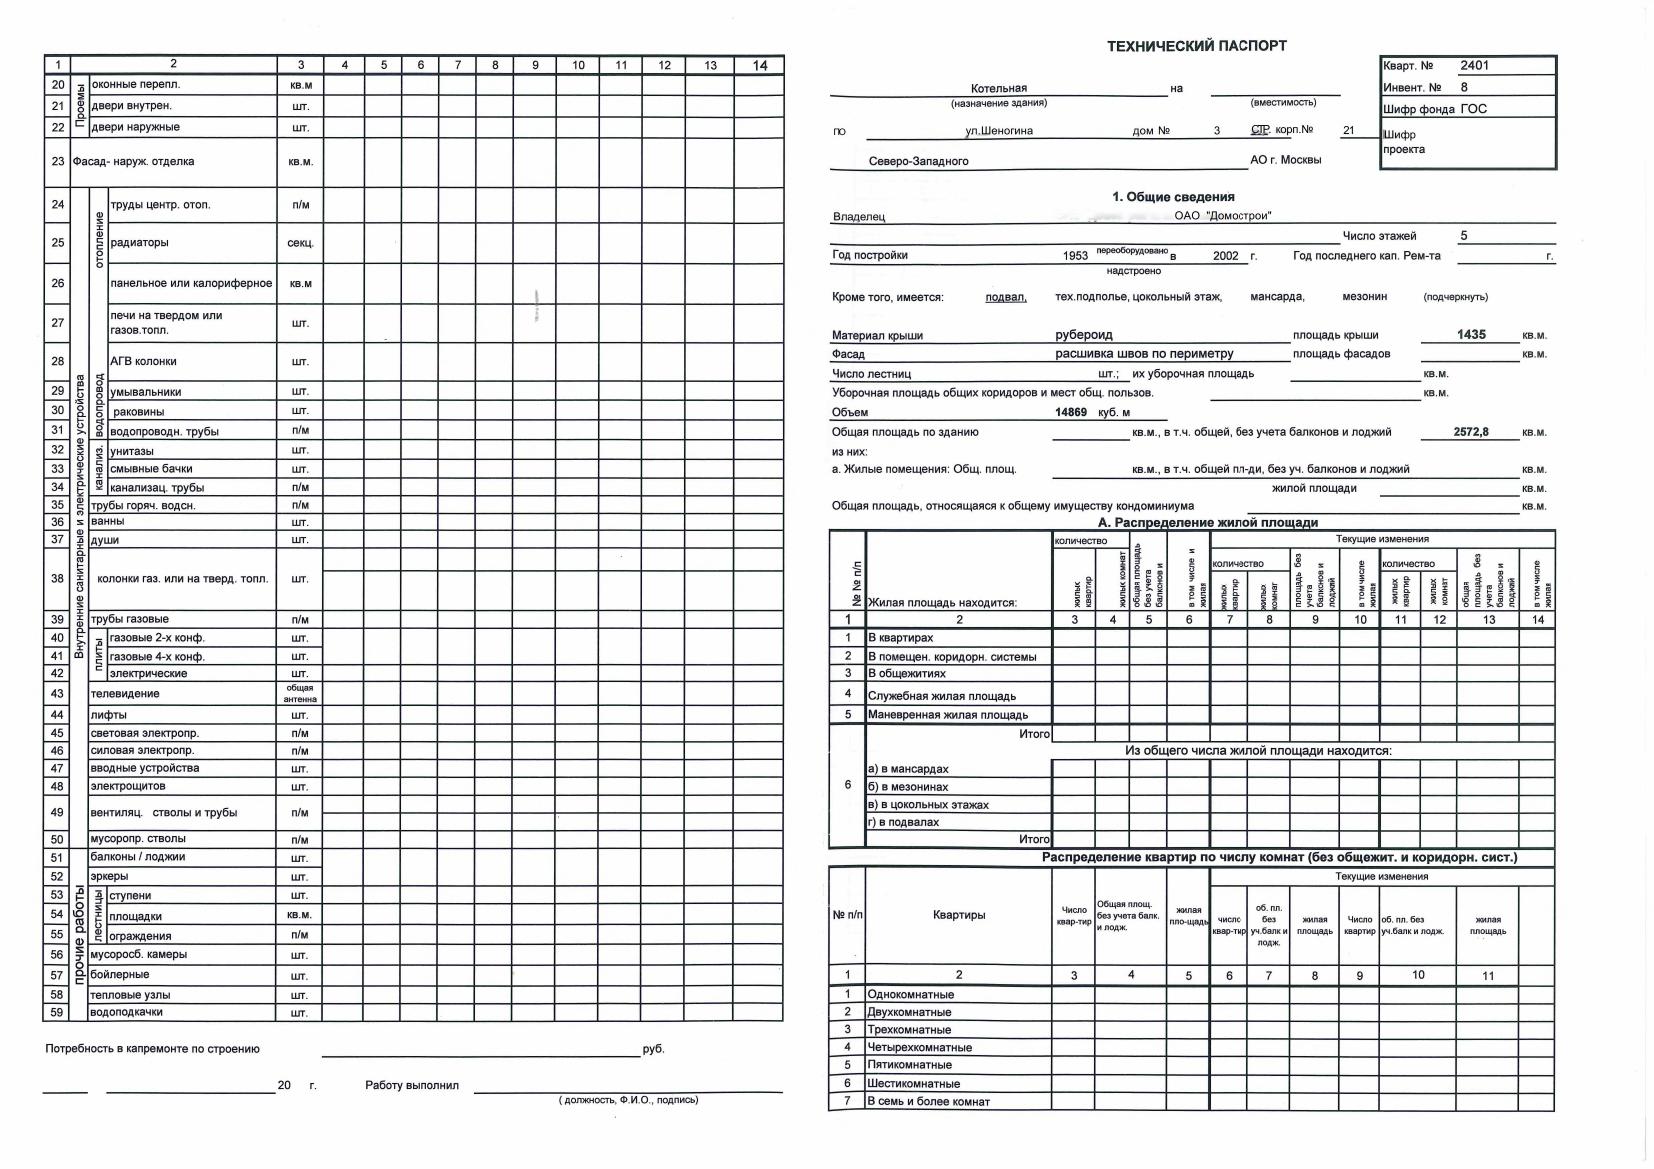 1 2 3 4 5 6 7 8 9 10 11 12 13 14
Проемы
20 оконные перепл. кв.м
21 двери внутрен. шт.
22 двери наружные шт.
23 Фасад- наруж. отделка кв.м.
Внутренние санитарные и электрические устройства
отопление
24 труды центр. отоп. п/м
25 радиаторы секц.
26 панельное или калориферное кв.м
27 печи на твердом или газов.топл. шт.
28 АГВ колонки шт.
водопровод
29 умывальники шт.
30 раковины шт.
31 водопроводн. трубы п/м
канализ.
32 унитазы шт.
33 смывные бачки шт.
34 канализац. трубы п/м
35 трубы горяч. водсн. п/м
36 ванны шт.
37 души шт.
38 колонки газ. или на тверд. топл. шт.
39 трубы газовые п/м
плиты
40 газовые 2-х конф. шт.
41 газовые 4-х конф. шт.
42 электрические шт.
43 телевидение общая антенна
44 лифты шт.
45 световая электропр. п/м
46 силовая электропр. п/м
47 вводные устройства шт.
48 электрощитов шт.
49 вентиляц. стволы и трубы п/м
50 мусоропр. стволы п/м
прочие работы
51 балконы / лоджии шт.
52 эркеры шт.
лестницы
53 ступени шт.
54 площадки кв.м.
55 ограждения п/м
56 мусоросб. камеры шт.
57 бойлерные шт.
58 тепловые узлы шт.
59 водоподкачки шт.
Потребность в капремонте по строению руб.
20 г. Работу выполнил
( должность, Ф.И.О., подпись)
ТЕХНИЧЕСКИЙ ПАСПОРТ
Кварт. № 2401
Инвент. № 8
Шифр фонда ГОС
Шифр
проекта
Котельная на
(назначение здания) (вместимость)
по ул.Шеногина дом № 3 СТР. корп.№ 21
Северо-Западного АО г. Москвы
1. Общие сведения
Владелец ОАО "Домострои"
Число этажей 5
Год постройки 1953 переоборудовано в 2002 г. Год последнего кап. Рем-та г.
надстроено
Кроме того, имеется: подвал, тех.подполье, цокольный этаж, мансарда, мезонин (подчеркнуть)
Материал крыши рубероид площадь крыши 1435 кв.м.
Фасад расшивка швов по периметру площадь фасадов кв.м.
Число лестниц шт.; их уборочная площадь кв.м.
Уборочная площадь общих коридоров и мест общ. пользов. кв.м.
Объем 14869 куб. м
Общая площадь по зданию кв.м., в т.ч. общей, без учета балконов и лоджий 2572,8 кв.м.
из них:
а. Жилые помещения: Общ. площ. кв.м., в т.ч. общей пл-ди, без уч. балконов и лоджий кв.м.
жилой площади кв.м.
Общая площадь, относящаяся к общему имуществу кондоминиума кв.м.
А. Распределение жилой площади
№ № п/п Жилая площадь находится: количество Текущие изменения
количество количество
жилых квартир жилых комнат общая площадь без учета балконов и в том числе и жилая жилых квартир жилых комнат площадь без учета балконов и лоджий в том числе жилая жилых квартир жилых комнат общая площадь без учета балконов и лоджий в том числе жилая
1 2 3 4 5 6 7 8 9 10 11 12 13 14
1 В квартирах
2 В помещен. коридорн. системы
3 В общежитиях
4 Служебная жилая площадь
5 Маневренная жилая площадь
Итого
Из общего числа жилой площади находится:
6
а) в мансардах
б) в мезонинах
в) в цокольных этажах
г) в подвалах
Итого
Распределение квартир по числу комнат (без общежит. и коридорн. сист.)
Текущие изменения
№ п/п Квартиры Число квар-тир Общая площ. без учета балк. и лодж. жилая пло-щадь число квар-тир об. пл. без уч.балк и лодж. жилая площадь Число квартир об. пл. без уч.балк и лодж. жилая площадь
1 2 3 4 5 6 7 8 9 10 11
1 Однокомнатные
2 Двухкомнатные
3 Трехкомнатные
4 Четырехкомнатные
5 Пятикомнатные
6 Шестикомнатные
7 В семь и более комнат